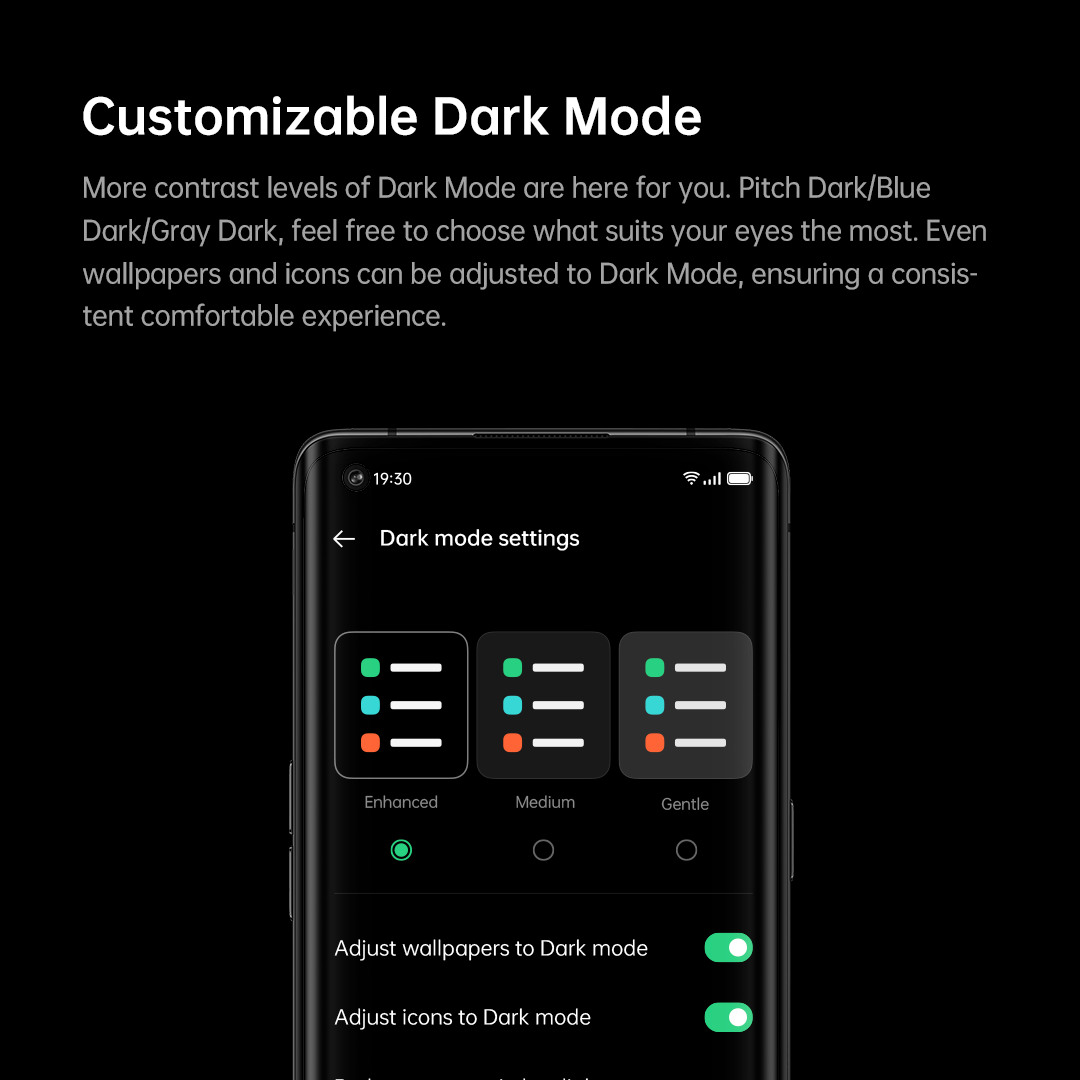 Customizable Dark Mode
More contrast levels of Dark Mode are here for you. Pitch Dark/Blue
Dark/Gray Dark, feel free to choose what suits your eyes the most. Even
wallpapers and icons can be adjusted to Dark Mode, ensuring a consis-
tent comfortable experience.
19:30
Dark mode settings
Enhanced Medium Gentle
Adjust wallpapers to Dark mode
Adjust icons to Dark mode